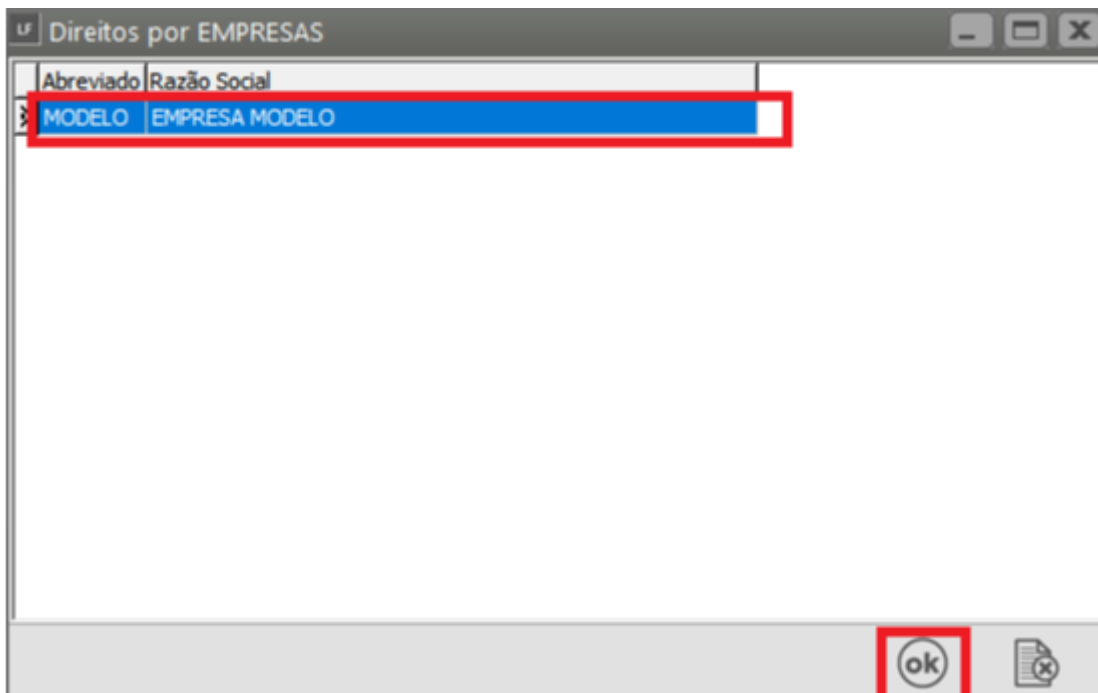 LF Direitos por EMPRESAS
Abreviado Razão Social
MODELO EMPRESA MODELO
ok